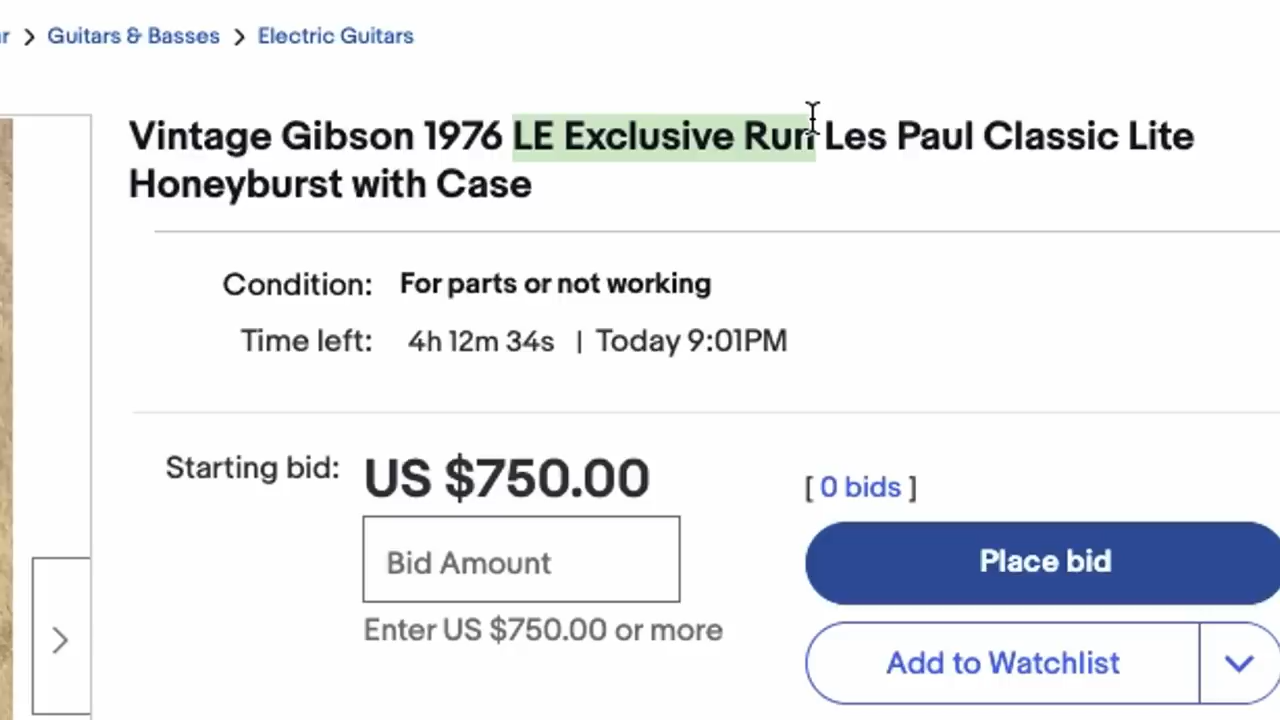 Guitars & Basses > Electric Guitars
Vintage Gibson 1976 LE Exclusive Run Les Paul Classic Lite
Honeyburst with Case
Condition: For parts or not working
Time left: 4h 12m 34s | Today 9:01PM
Starting bid: US $750.00 [ 0 bids ]
Bid Amount
Place bid
Enter US $750.00 or more
Add to Watchlist